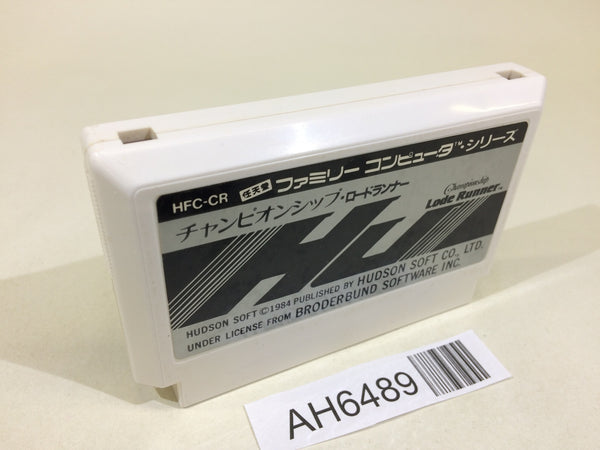 HFC-CR 任天堂 ファミリー コンピュータ™・シリーズ
チャンピオンシップ・ロードランナー
Championship
Lode Runner™
HUDSON SOFT ©1984 PUBLISHED BY HUDSON SOFT CO., LTD.
UNDER LICENSE FROM BRODERBUND SOFTWARE INC.
AH6489